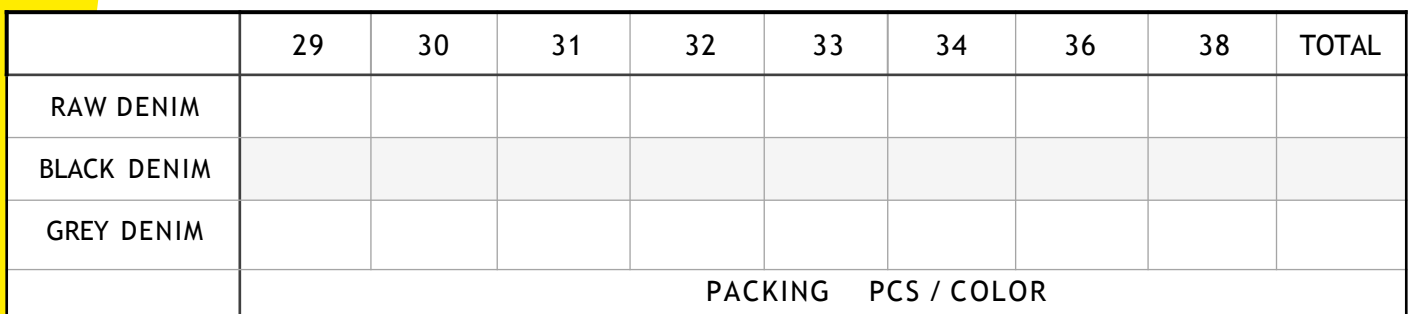 29 30 31 32 33 34 36 38 TOTAL
RAW DENIM
BLACK DENIM
GREY DENIM
PACKING PCS / COLOR